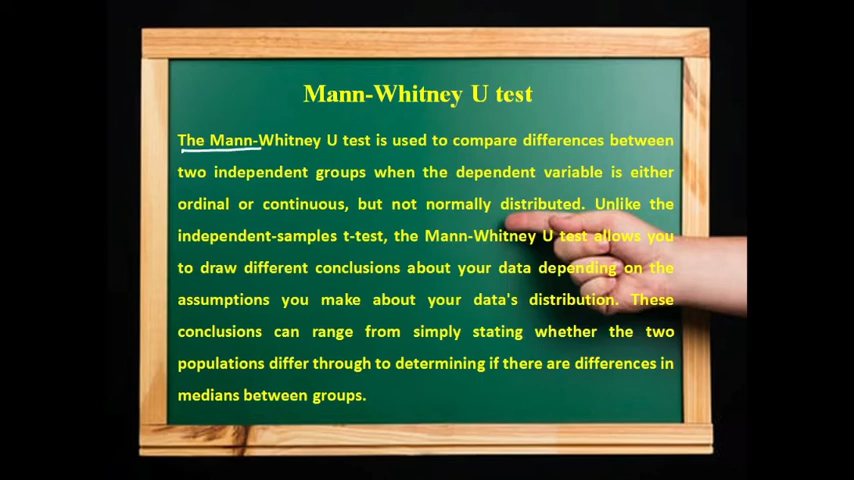 Mann-Whitney U test
The Mann-Whitney U test is used to compare differences between
two independent groups when the dependent variable is either
ordinal or continuous, but not normally distributed. Unlike the
independent-samples t-test, the Mann-Whitney U test allows you
to draw different conclusions about your data depending on the
assumptions you make about your data's distribution. These
conclusions can range from simply stating whether the two
populations differ through to determining if there are differences in
medians between groups.